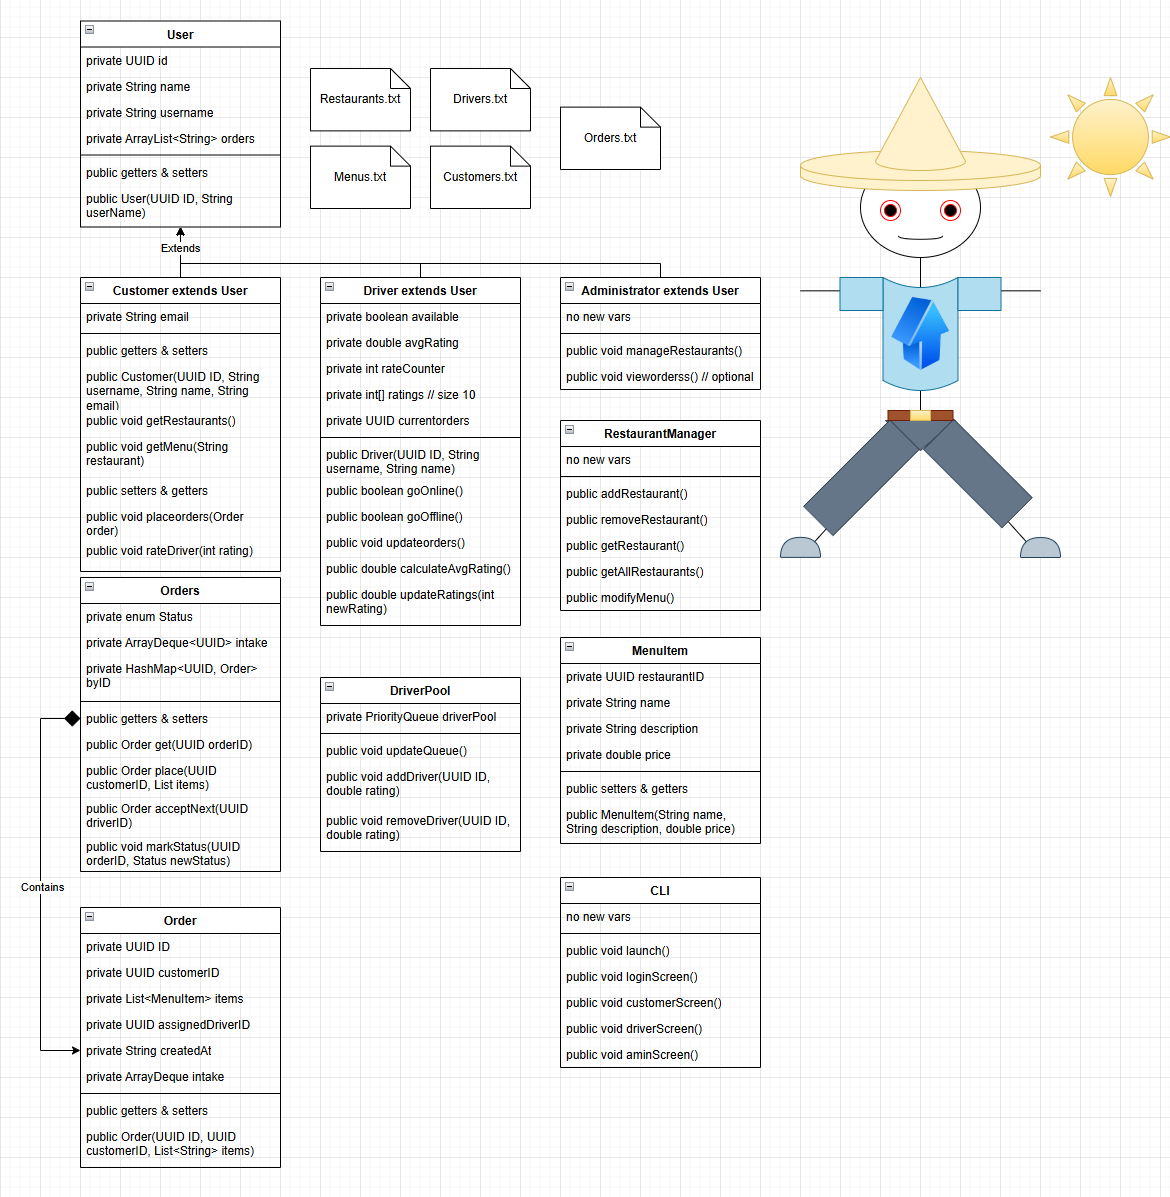 User
private UUID id
private String name
private String username
private ArrayList<String> orders
public getters & setters
public User(UUID ID, String
userName)
Restaurants.txt
Drivers.txt
Orders.txt
Menus.txt
Customers.txt
Extends
Customer extends User
private String email
public getters & setters
public Customer(UUID ID, String
username, String name, String
email)
public void getRestaurants()
public void getMenu(String
restaurant)
public setters & getters
public void placeorders(Order
order)
public void rateDriver(int rating)
Driver extends User
private boolean available
private double avgRating
private int rateCounter
private int[] ratings // size 10
private UUID currentorders
public Driver(UUID ID, String
username, String name)
public boolean goOnline()
public boolean goOffline()
public void updateorders()
public double calculateAvgRating()
public double updateRatings(int
newRating)
Administrator extends User
no new vars
public void manageRestaurants()
public void vieworderss() // optional
RestaurantManager
no new vars
public addRestaurant()
public removeRestaurant()
public getRestaurant()
public getAllRestaurants()
public modifyMenu()
Orders
private enum Status
private ArrayDeque<UUID> intake
private HashMap<UUID, Order>
byID
public getters & setters
public Order get(UUID orderID)
public Order place(UUID
customerID, List items)
public Order acceptNext(UUID
driverID)
public void markStatus(UUID
orderID, Status newStatus)
DriverPool
private PriorityQueue driverPool
public void updateQueue()
public void addDriver(UUID ID,
double rating)
public void removeDriver(UUID ID,
double rating)
MenuItem
private UUID restaurantID
private String name
private String description
private double price
public setters & getters
public MenuItem(String name,
String description, double price)
Contains
Order
private UUID ID
private UUID customerID
private List<MenuItem> items
private UUID assignedDriverID
private String createdAt
private ArrayDeque intake
public getters & setters
public Order(UUID ID, UUID
customerID, List<String> items)
CLI
no new vars
public void launch()
public void loginScreen()
public void customerScreen()
public void driverScreen()
public void aminScreen()